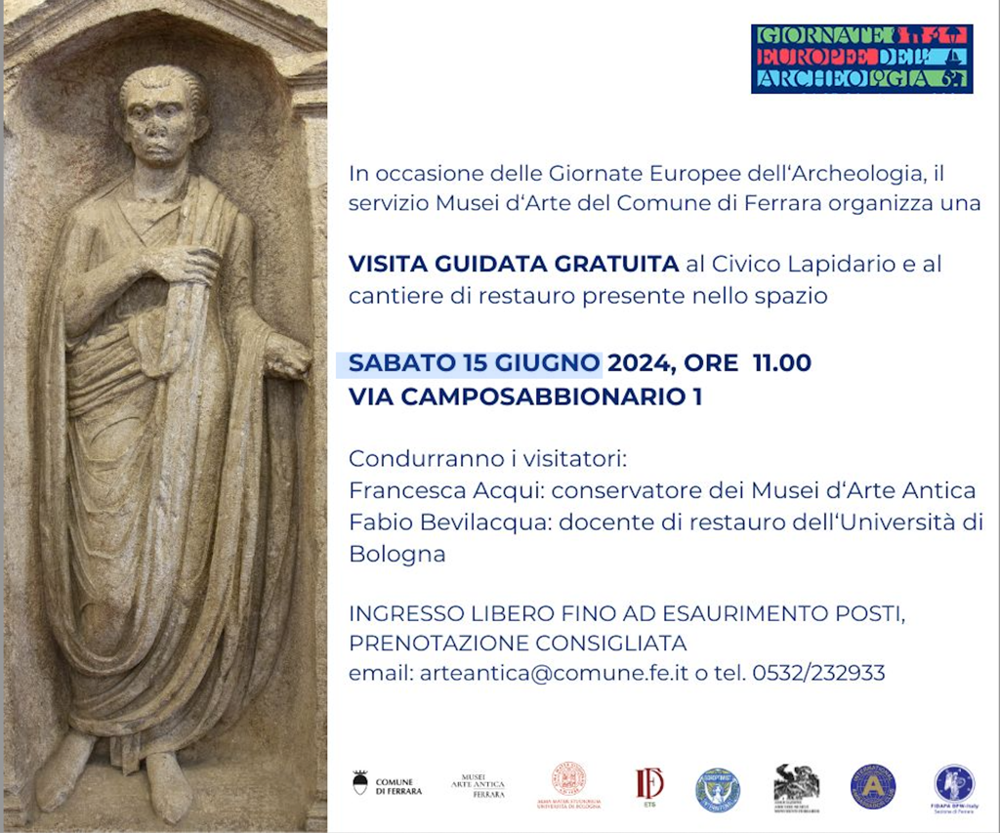 GIORNATE
EUROPEE DELL'
ARCHEOLOGIA
In occasione delle Giornate Europee dell‘Archeologia, il
servizio Musei d‘Arte del Comune di Ferrara organizza una
VISITA GUIDATA GRATUITA al Civico Lapidario e al
cantiere di restauro presente nello spazio
SABATO 15 GIUGNO 2024, ORE 11.00
VIA CAMPOSABBIONARIO 1
Condurranno i visitatori:
Francesca Acqui: conservatore dei Musei d‘Arte Antica
Fabio Bevilacqua: docente di restauro dell‘Università di
Bologna
INGRESSO LIBERO FINO AD ESAURIMENTO POSTI,
PRENOTAZIONE CONSIGLIATA
email: arteantica@comune.fe.it o tel. 0532/232933
COMUNE
DI FERRARA
MUSEI
ARTE ANTICA
FERRARA
ALMA MATER STUDIORUM
UNIVERSITÀ DI BOLOGNA
ETS
INTERNATIONAL
A
FIDAPA BPW-Italy
Sezione di Ferrara